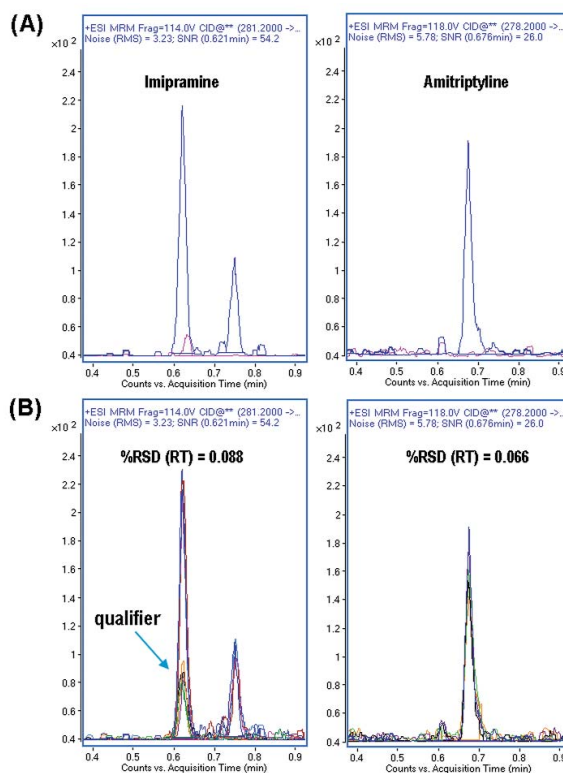 (A)
+ESI MRM Frag=114.0V CID@** (281.2000 ->...
Noise (RMS) = 3.23; SNR (0.621min) = 54.2
×10 2
Imipramine
2.4
2.2
2
1.8
1.6
1.4
1.2
1
0.8
0.6
0.4
0.4 0.5 0.6 0.7 0.8 0.9
Counts vs. Acquisition Time (min)
+ESI MRM Frag=118.0V CID@** (278.2000 ->...
Noise (RMS) = 5.78; SNR (0.676min) = 26.0
×10 2
Amitriptyline
2.4
2.2
2
1.8
1.6
1.4
1.2
1
0.8
0.6
0.4
0.4 0.5 0.6 0.7 0.8 0.9
Counts vs. Acquisition Time (min)
(B)
+ESI MRM Frag=114.0V CID@** (281.2000 ->...
Noise (RMS) = 3.23; SNR (0.621min) = 54.2
×10 2
%RSD (RT) = 0.088
2.4
2.2
2
1.8
1.6
1.4
1.2
1
0.8
0.6
0.4
qualifier
0.4 0.5 0.6 0.7 0.8 0.9
Counts vs. Acquisition Time (min)
+ESI MRM Frag=118.0V CID@** (278.2000 ->...
Noise (RMS) = 5.78; SNR (0.676min) = 26.0
×10 2
%RSD (RT) = 0.066
2.4
2.2
2
1.8
1.6
1.4
1.2
1
0.8
0.6
0.4
0.4 0.5 0.6 0.7 0.8 0.9
Counts vs. Acquisition Time (min)